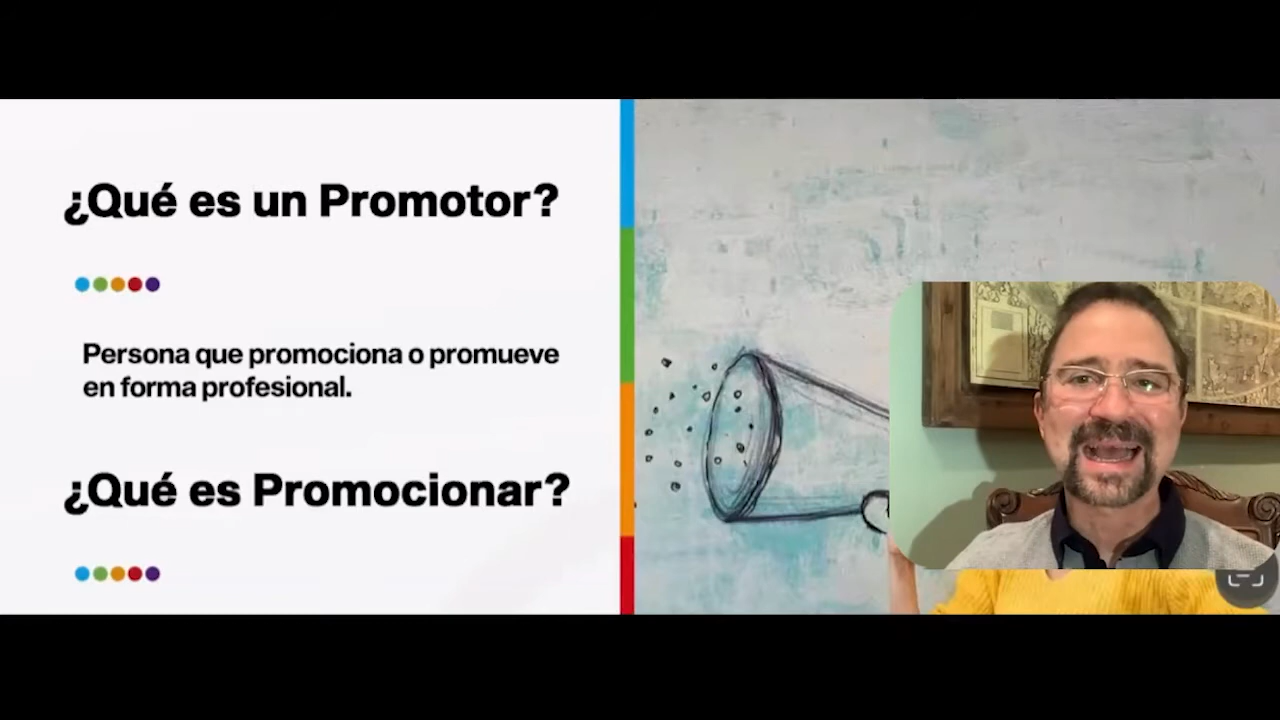 ¿Qué es un Promotor?
Persona que promociona o promueve
en forma profesional.
¿Qué es Promocionar?